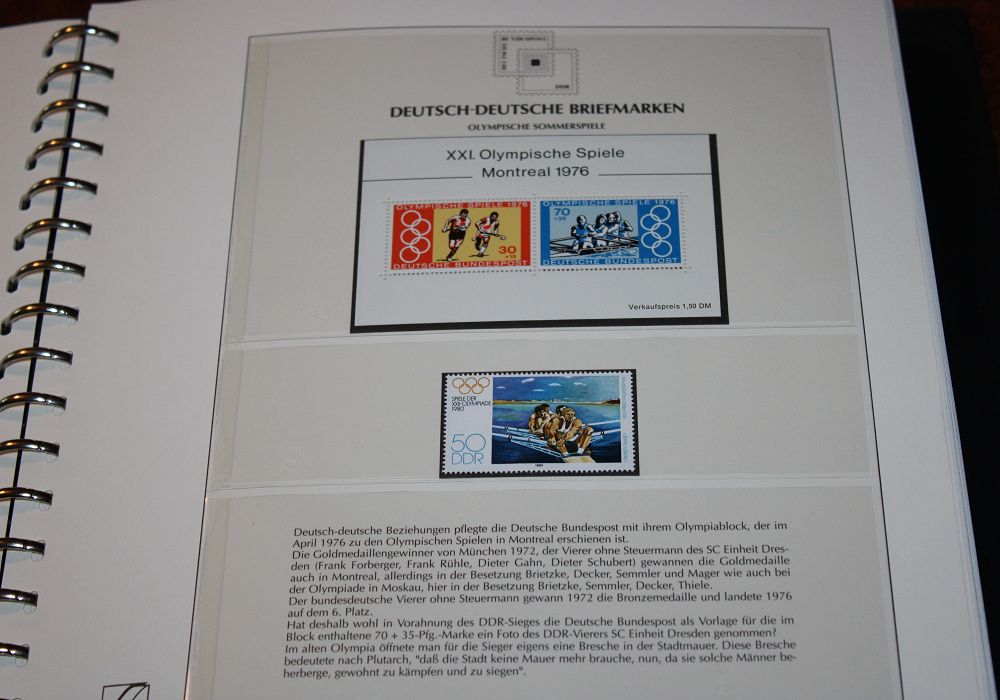 BUNDESPOST
DDR
DEUTSCH-DEUTSCHE BRIEFMARKEN
OLYMPISCHE SOMMERSPIELE
XXI. Olympische Spiele
Montreal 1976
OLYMPISCHE SPIELE 1976
30
+15
DEUTSCHE BUNDESPOST
OLYMPISCHE SPIELE 1976
70
+35
DEUTSCHE BUNDESPOST
Verkaufspreis 1,50 DM
SPIELE DER
XXII. OLYMPIADE
1980
50
DDR
1980
Deutsch-deutsche Beziehungen pflegte die Deutsche Bundespost mit ihrem Olympiablock, der im
April 1976 zu den Olympischen Spielen in Montreal erschienen ist.
Die Goldmedaillengewinner von München 1972, der Vierer ohne Steuermann des SC Einheit Dres-
den (Frank Forberger, Frank Rühle, Dieter Gahn, Dieter Schubert) gewannen die Goldmedaille
auch in Montreal, allerdings in der Besetzung Brietzke, Decker, Semmler und Mager wie auch bei
der Olympiade in Moskau, hier in der Besetzung Brietzke, Semmler, Decker, Thiele.
Der bundesdeutsche Vierer ohne Steuermann gewann 1972 die Bronzemedaille und landete 1976
auf dem 6. Platz.
Hat deshalb wohl in Vorahnung des DDR-Sieges die Deutsche Bundespost als Vorlage für die im
Block enthaltene 70 + 35-Pfg.-Marke ein Foto des DDR-Vierers SC Einheit Dresden genommen?
Im alten Olympia öffnete man für die Sieger eigens eine Bresche in der Stadtmauer. Diese Bresche
bedeutete nach Plutarch, "daß die Stadt keine Mauer mehr brauche, nun, da sie solche Männer be-
herberge, gewohnt zu kämpfen und zu siegen".